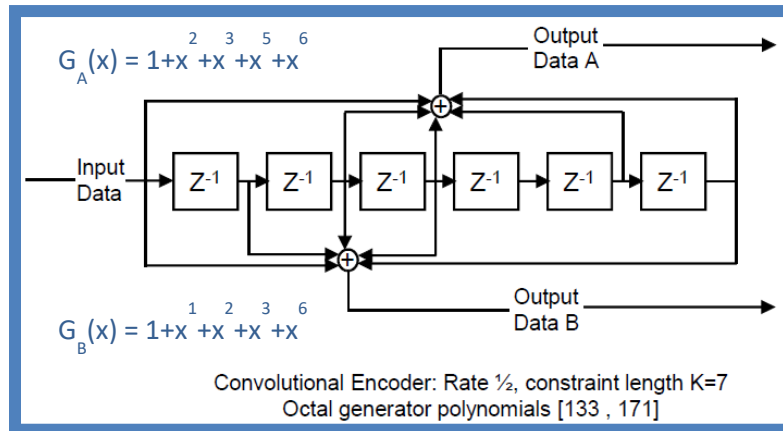 G_A(x) = 1+x^2+x^3+x^5+x^6
Output
Data A
Input
Data
Z^-1 Z^-1 Z^-1 Z^-1 Z^-1 Z^-1
Output
Data B
G_B(x) = 1+x^1+x^2+x^3+x^6
Convolutional Encoder: Rate ½, constraint length K=7
Octal generator polynomials [133 , 171]